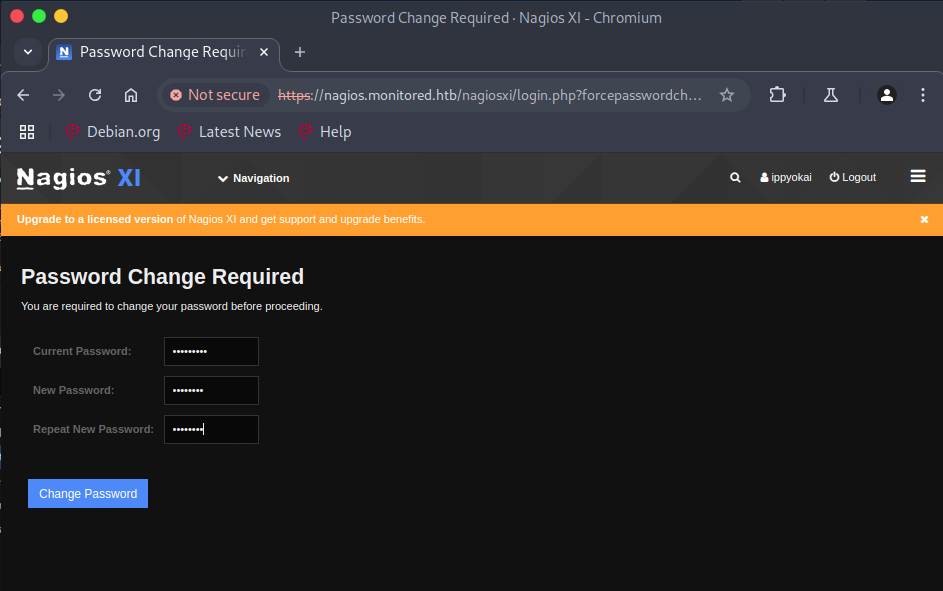 Password Change Required · Nagios XI - Chromium
Password Change Requir
Not secure https://nagios.monitored.htb/nagiosxi/login.php?forcepasswordch…
Debian.org Latest News Help
Nagios® XI Navigation ippyokai Logout
Upgrade to a licensed version of Nagios XI and get support and upgrade benefits.
Password Change Required
You are required to change your password before proceeding.
Current Password: •••••••••
New Password: ••••••••
Repeat New Password: ••••••••
Change Password